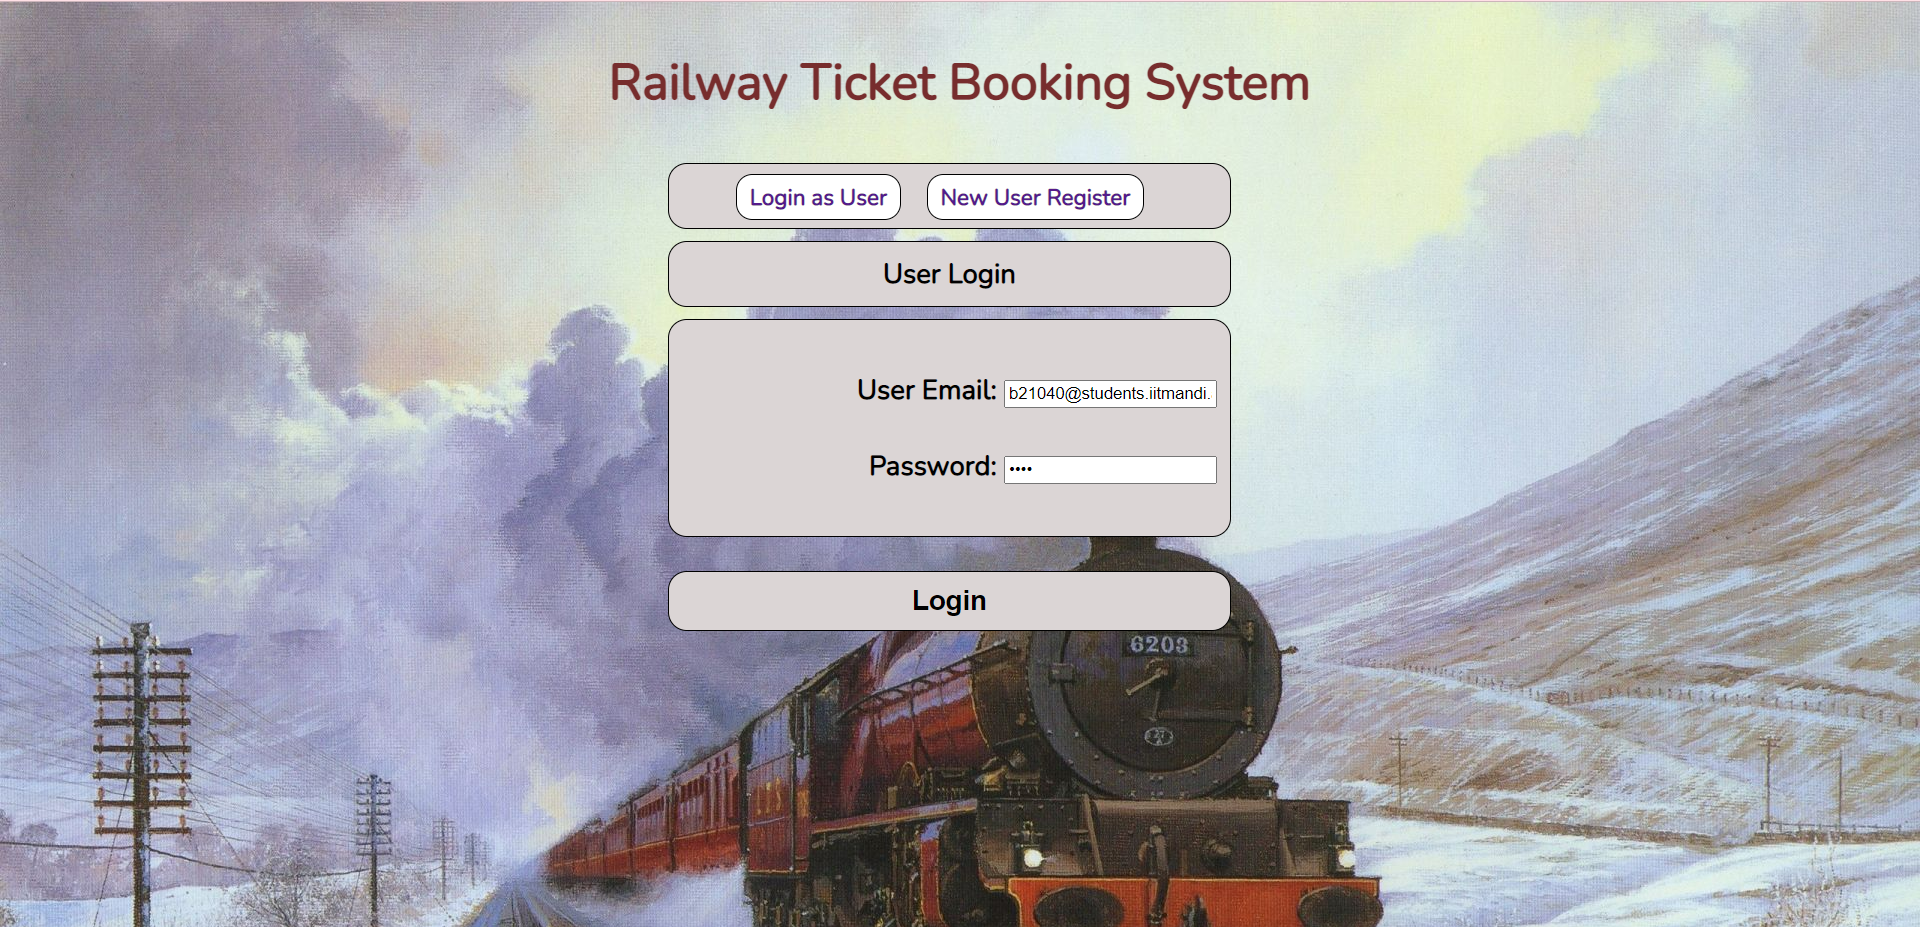 Railway Ticket Booking System
Login as User New User Register
User Login
User Email: b21040@students.iitmandi.
Password: ••••
Login
6203